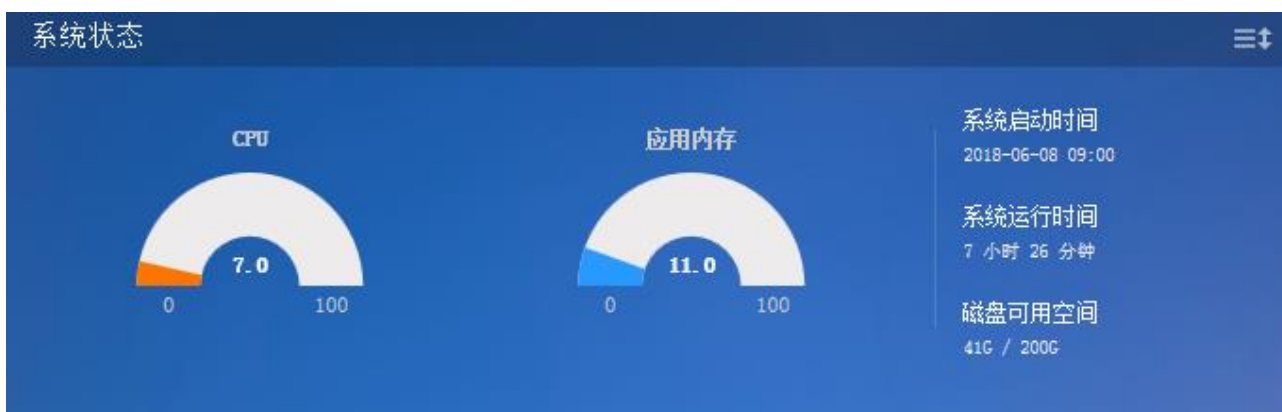 系统状态
CPU
7.0
0
100
应用内存
11.0
0
100
系统启动时间
2018-06-08 09:00
系统运行时间
7 小时 26 分钟
磁盘可用空间
41G / 200G